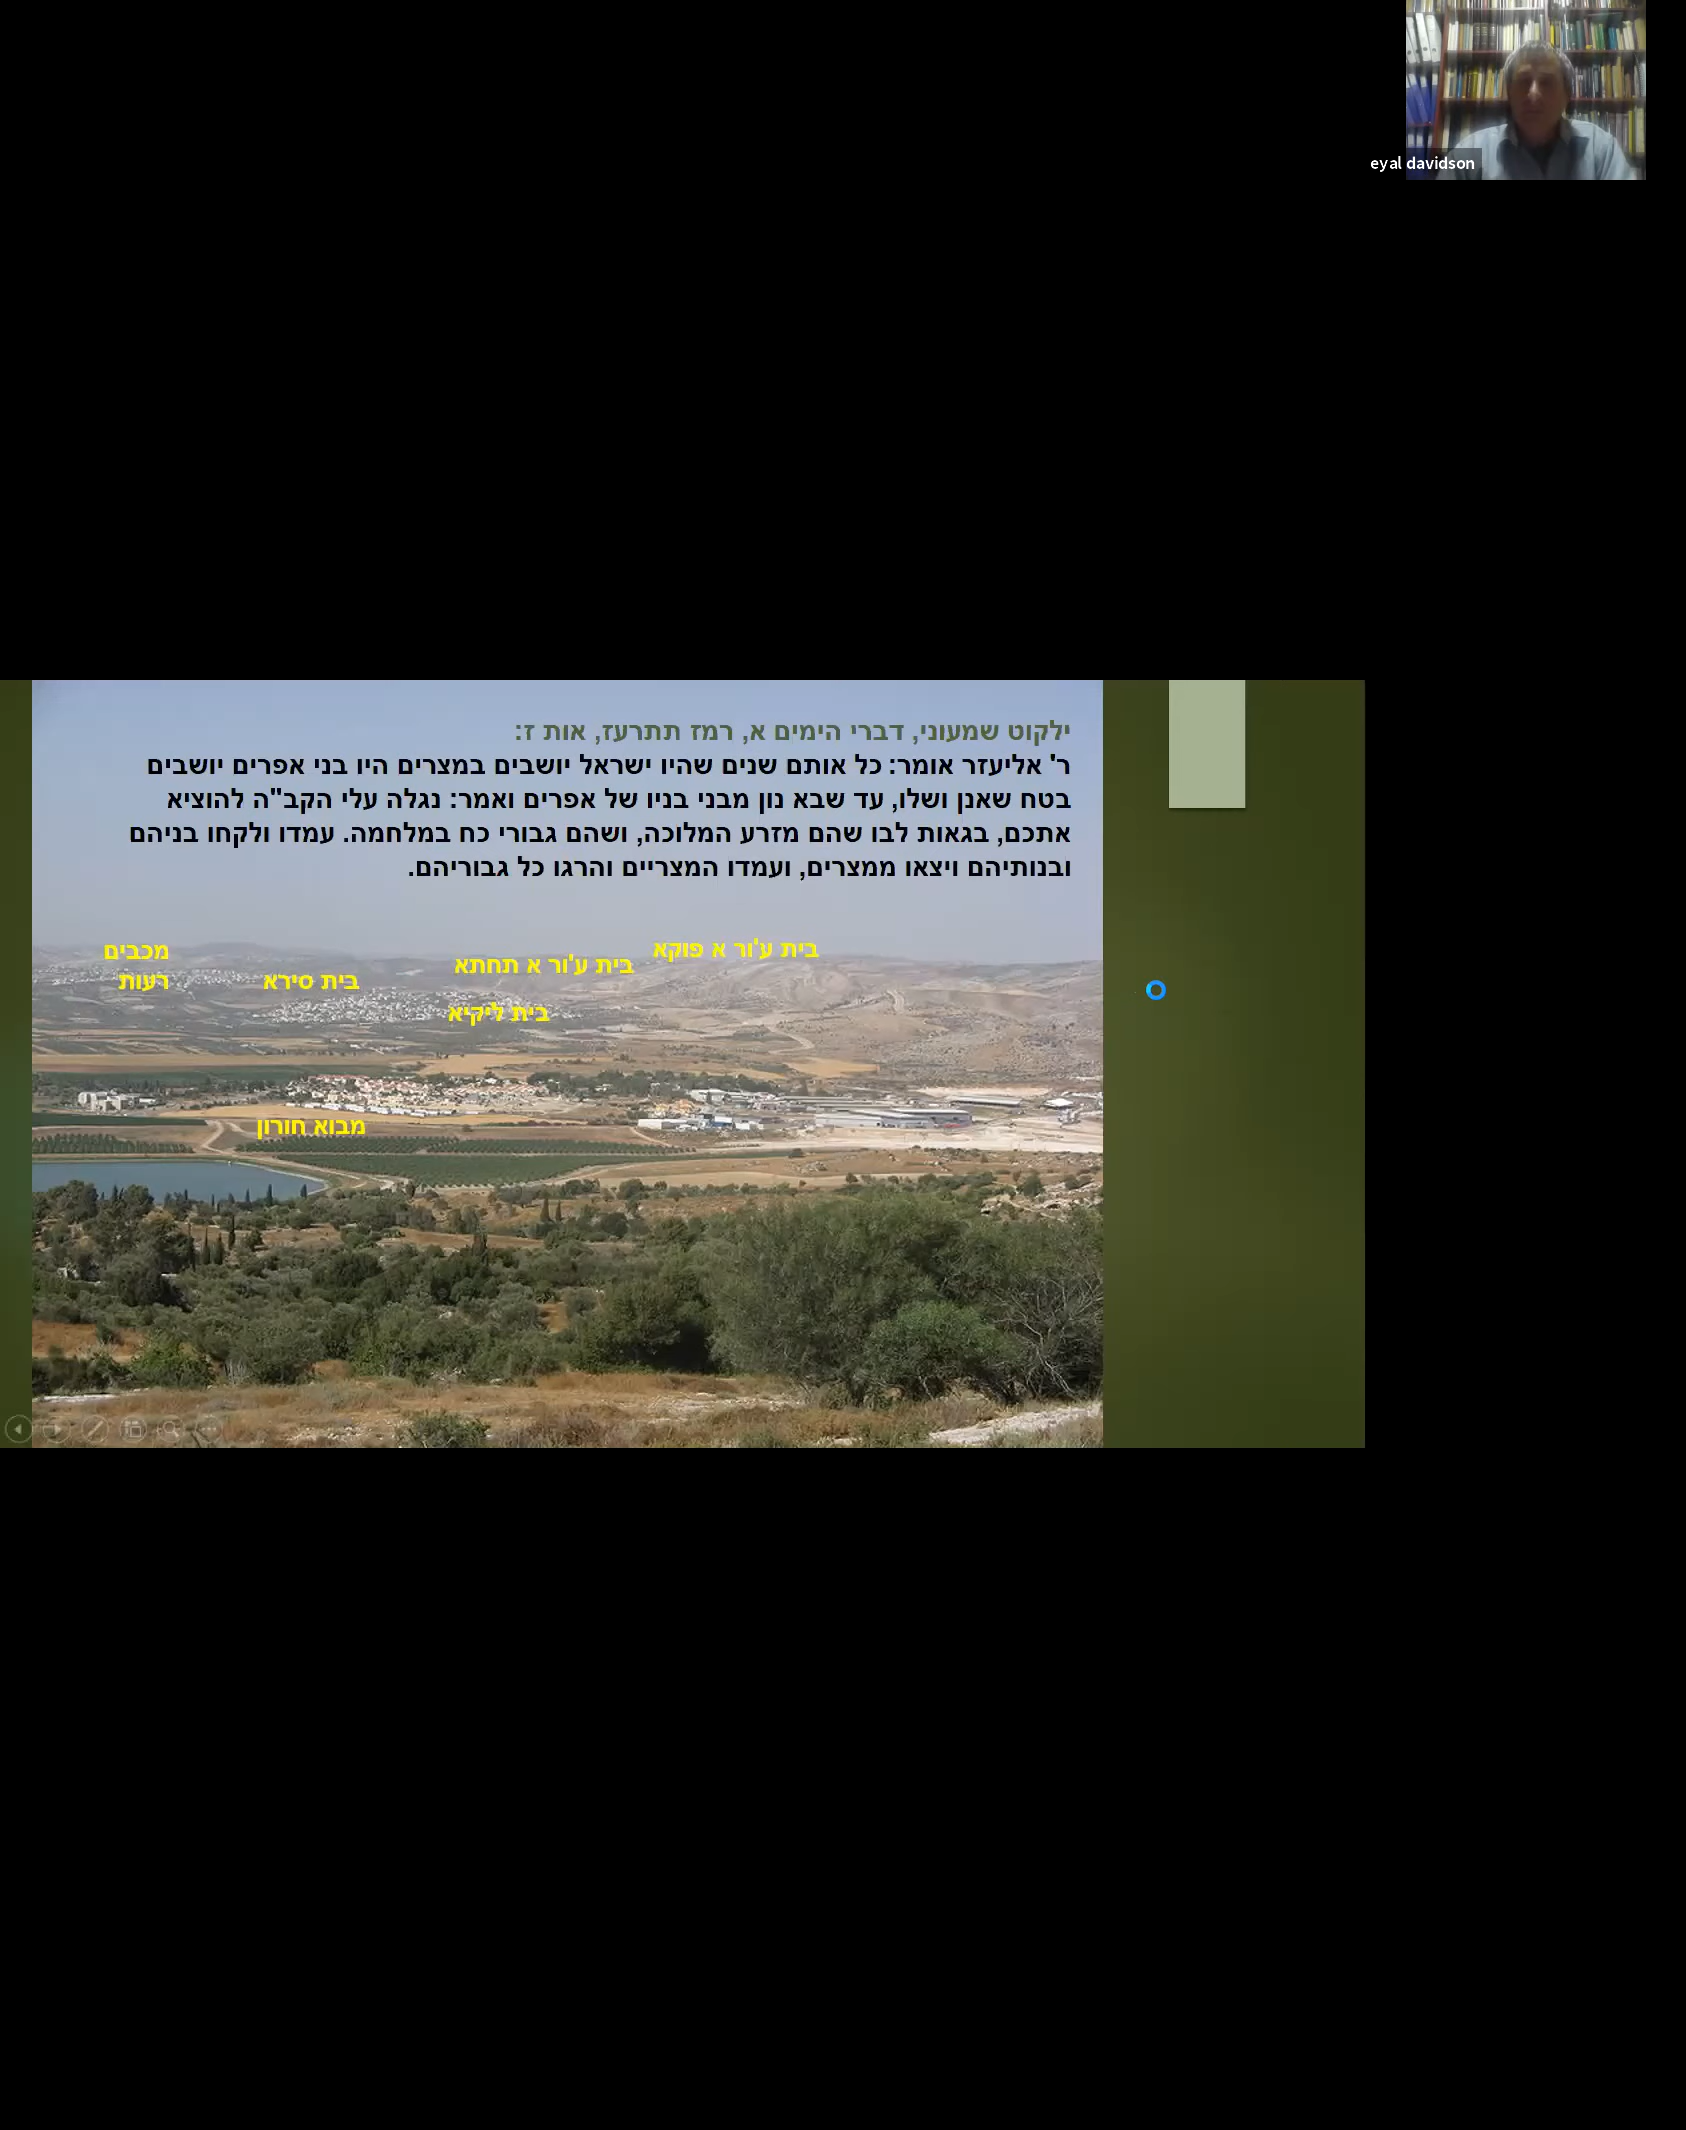 eyal davidson
ילקוט שמעוני, דברי הימים א, רמז תתרעז, אות ז:
ר' אליעזר אומר: כל אותם שנים שהיו ישראל יושבים במצרים היו בני אפרים יושבים
בטח שאנן ושלו, עד שבא נון מבני בניו של אפרים ואמר: נגלה עלי הקב"ה להוציא
אתכם, בגאות לבו שהם מזרע המלוכה, ושהם גבורי כח במלחמה. עמדו ולקחו בניהם
ובנותיהם ויצאו ממצרים, ועמדו המצריים והרגו כל גבוריהם.
בית ע'ור א פוקא
בית ע'ור א תחתא
מכבים
רעות
בית סירא
בית ליקיא
מבוא חורון